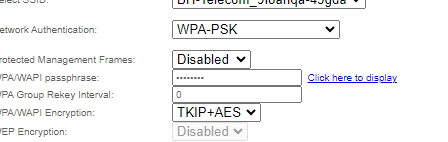 elect SSID:
etwork Authentication: WPA-PSK
rotected Management Frames: Disabled
PA/WAPI passphrase: •••••••• Click here to display
PA Group Rekey Interval: 0
PA/WAPI Encryption: TKIP+AES
EP Encryption: Disabled